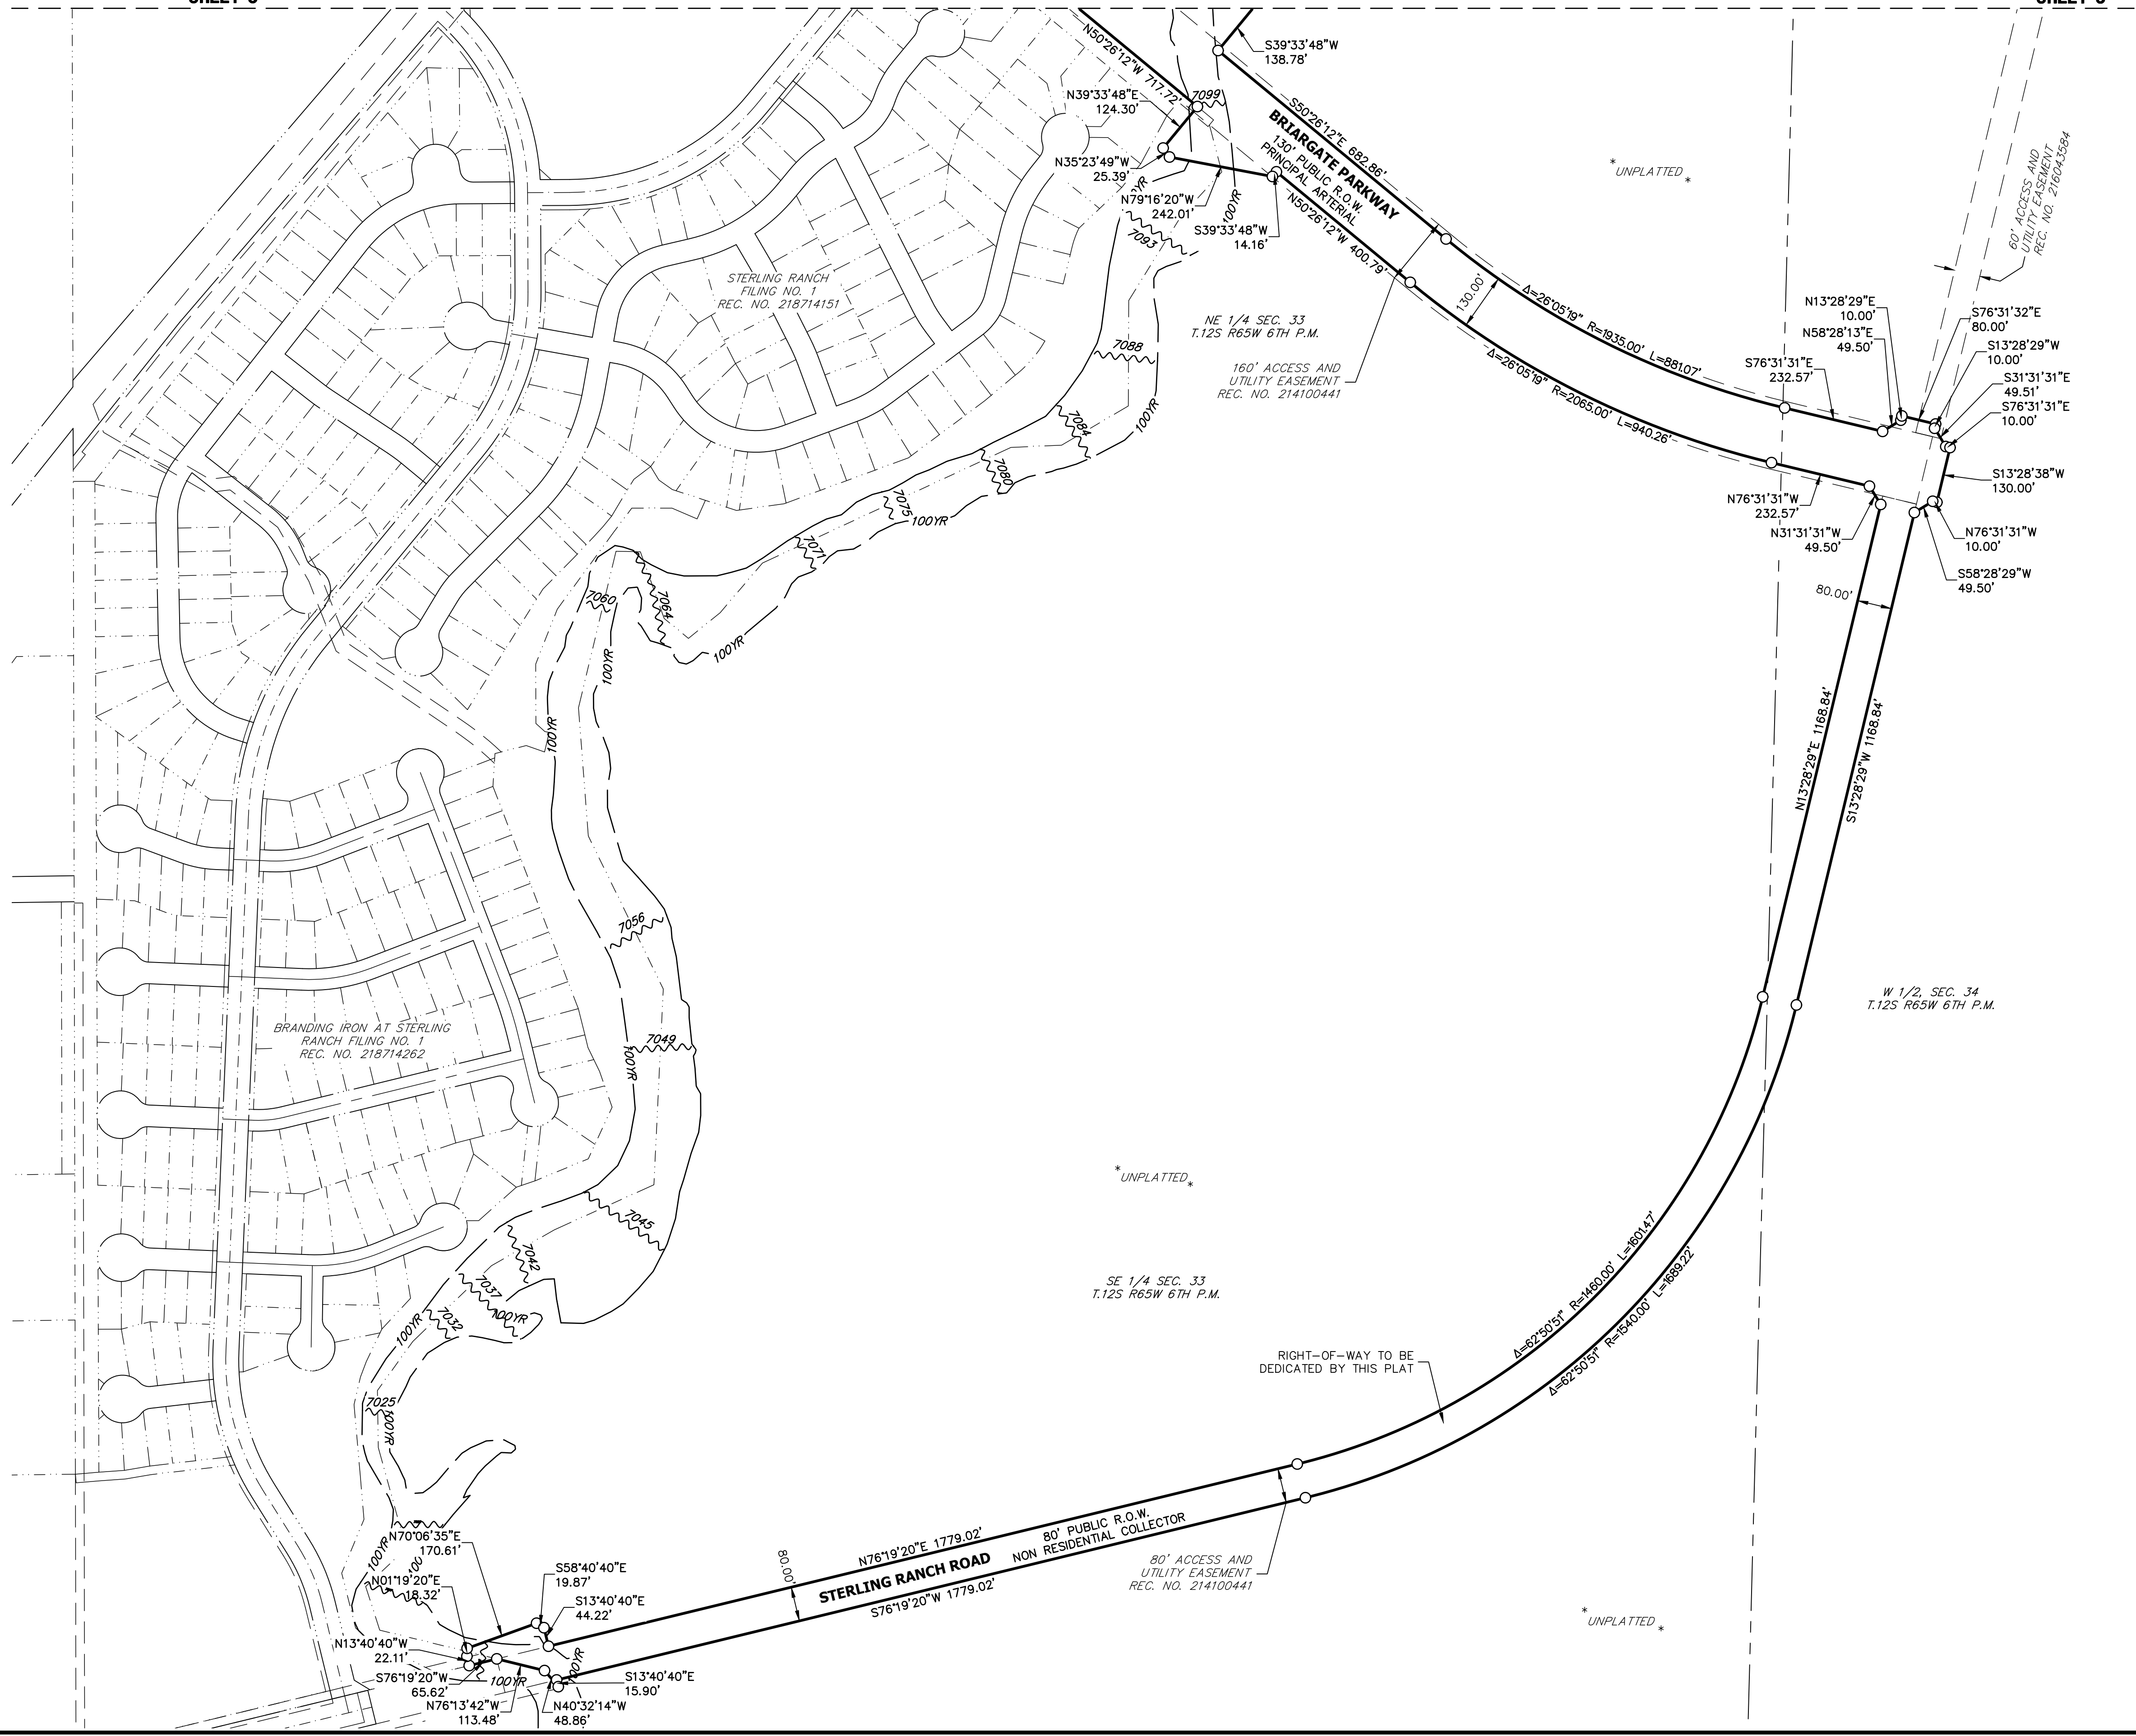 N50°26'12"W 717.72'
S39°33'48"W
138.78'
N39°33'48"E
124.30'
7099
S50°26'12"E 682.86'
BRIARGATE PARKWAY
130' PUBLIC R.O.W.
PRINCIPAL ARTERIAL
N35°23'49"W
25.39'
N79°16'20"W
242.01'
100YR
S39°33'48"W
14.16'
N50°26'12"W 400.79'
7093
*UNPLATTED*
60' ACCESS AND
UTILITY EASEMENT
REC. NO. 216043584
STERLING RANCH
FILING NO. 1
REC. NO. 218714151
NE 1/4 SEC. 33
T.12S R65W 6TH P.M.
130.00'
Δ=26°05'19" R=1935.00' L=881.07'
Δ=26°05'19" R=2065.00' L=940.26'
160' ACCESS AND
UTILITY EASEMENT
REC. NO. 214100441
N13°28'29"E
10.00'
N58°28'13"E
49.50'
S76°31'31"E
232.57'
S76°31'32"E
80.00'
S13°28'29"W
10.00'
S31°31'31"E
49.51'
S76°31'31"E
10.00'
S13°28'38"W
130.00'
N76°31'31"W
232.57'
N31°31'31"W
49.50'
N76°31'31"W
10.00'
S58°28'29"W
49.50'
80.00'
7088
7084
100YR
7080
7075
100YR
7071
7060
7064
100YR
100YR
100YR
N13°28'29"E 1168.84'
S13°28'29"W 1168.84'
7056
W 1/2, SEC. 34
T.12S R65W 6TH P.M.
BRANDING IRON AT STERLING
RANCH FILING NO. 1
REC. NO. 218714262
7049
100YR
*UNPLATTED*
7045
7042
7037
100YR
7032
100YR
SE 1/4 SEC. 33
T.12S R65W 6TH P.M.
Δ=62°50'51" R=1460.00' L=1601.47'
Δ=62°50'51" R=1540.00' L=1689.22'
RIGHT-OF-WAY TO BE
DEDICATED BY THIS PLAT
7025
100YR
N70°06'35"E
170.61'
100YR
N01°19'20"E
18.32'
S58°40'40"E
19.87'
S13°40'40"E
44.22'
80.00'
N76°19'20"E 1779.02'
80' PUBLIC R.O.W.
STERLING RANCH ROAD
NON RESIDENTIAL COLLECTOR
S76°19'20"W 1779.02'
80' ACCESS AND
UTILITY EASEMENT
REC. NO. 214100441
*UNPLATTED*
N13°40'40"W
22.11'
S76°19'20"W
65.62'
100YR
100YR
N76°13'42"W
113.48'
N40°32'14"W
48.86'
S13°40'40"E
15.90'